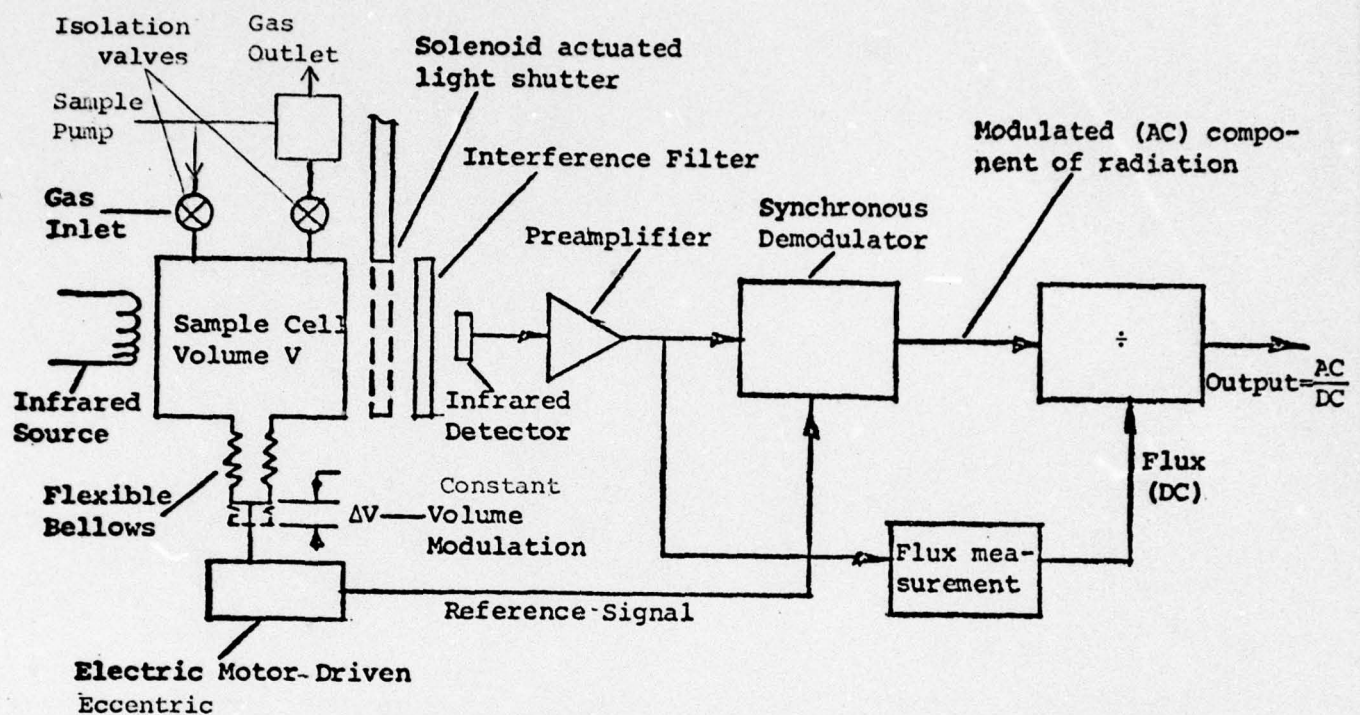 Isolation
valves
Gas
Outlet
Solenoid actuated
light shutter
Sample
Pump
Interference Filter
Modulated (AC) compo-
nent of radiation
Gas
Inlet
Preamplifier
Synchronous
Demodulator
Sample Cell
Volume V
÷
Output=AC
DC
Infrared
Source
Infrared
Detector
Flux
(DC)
Flexible
Bellows
ΔV
Constant
Volume
Modulation
Flux mea-
surement
Reference-Signal
Electric Motor-Driven
Eccentric